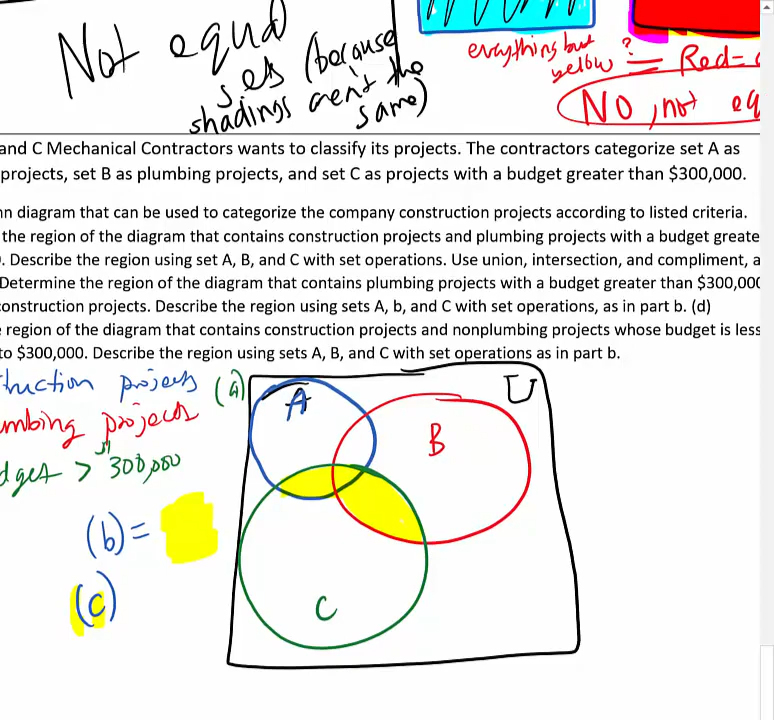 Not equal
sets (because
shadings aren't the
same)
everything but
yellow
?
= Red=
No, not eq
and C Mechanical Contractors wants to classify its projects. The contractors categorize set A as
projects, set B as plumbing projects, and set C as projects with a budget greater than $300,000.
nn diagram that can be used to categorize the company construction projects according to listed criteria.
the region of the diagram that contains construction projects and plumbing projects with a budget greate
. Describe the region using set A, B, and C with set operations. Use union, intersection, and compliment, a
Determine the region of the diagram that contains plumbing projects with a budget greater than $300,000
onstruction projects. Describe the region using sets A, b, and C with set operations, as in part b. (d)
region of the diagram that contains construction projects and nonplumbing projects whose budget is less
to $300,000. Describe the region using sets A, B, and C with set operations as in part b.
truction projects (a)
umbing projects
dget > $300,000
(b) =
(c)
A
B
C
U